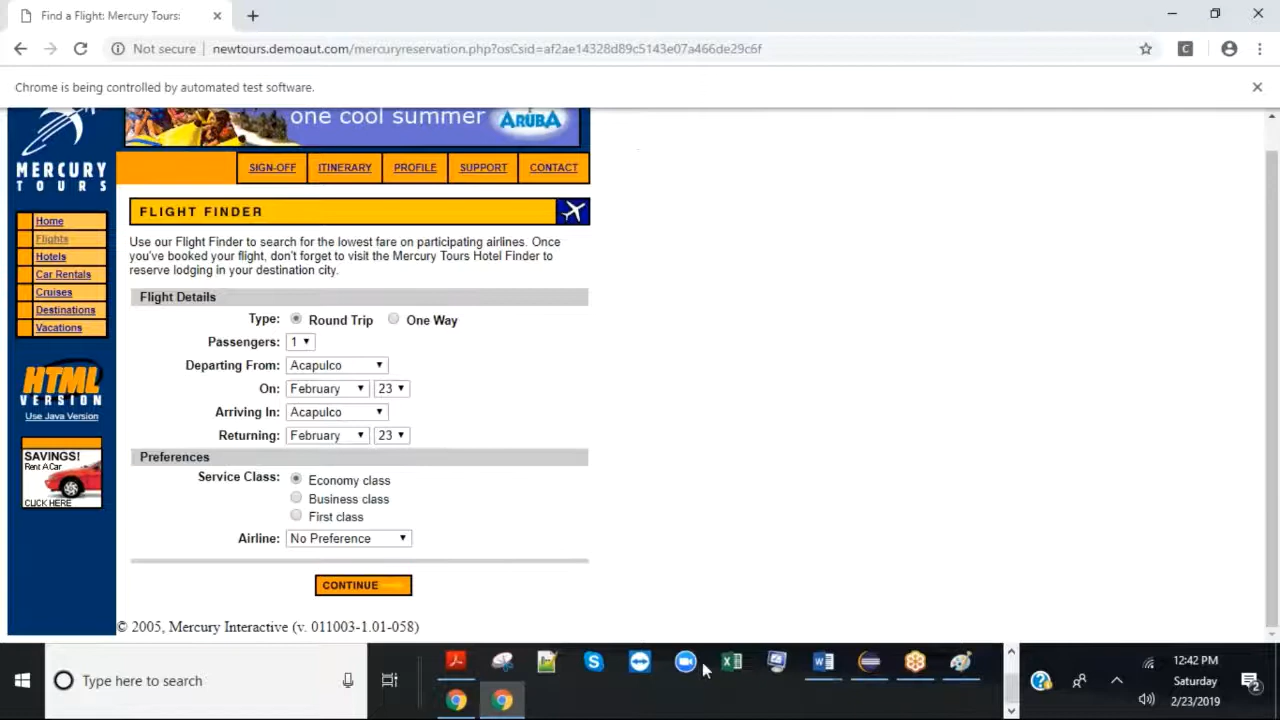 Find a Flight: Mercury Tours:
Not secure | newtours.demoaut.com/mercuryreservation.php?osCsid=af2ae14328d89c5143e07a466de29c6f
Chrome is being controlled by automated test software.
one cool summer ARUBA
MERCURY
TOURS
SIGN-OFF ITINERARY PROFILE SUPPORT CONTACT
FLIGHT FINDER
Home
Flights
Hotels
Car Rentals
Cruises
Destinations
Vacations
HTML
VERSION
Use Java Version
SAVINGS!
Rent A Car
CLICK HERE
Use our Flight Finder to search for the lowest fare on participating airlines. Once
you've booked your flight, don't forget to visit the Mercury Tours Hotel Finder to
reserve lodging in your destination city.
Flight Details
Type: Round Trip One Way
Passengers: 1
Departing From: Acapulco
On: February 23
Arriving In: Acapulco
Returning: February 23
Preferences
Service Class: Economy class
Business class
First class
Airline: No Preference
CONTINUE
© 2005, Mercury Interactive (v. 011003-1.01-058)
Type here to search
12:42 PM
Saturday
2/23/2019
2